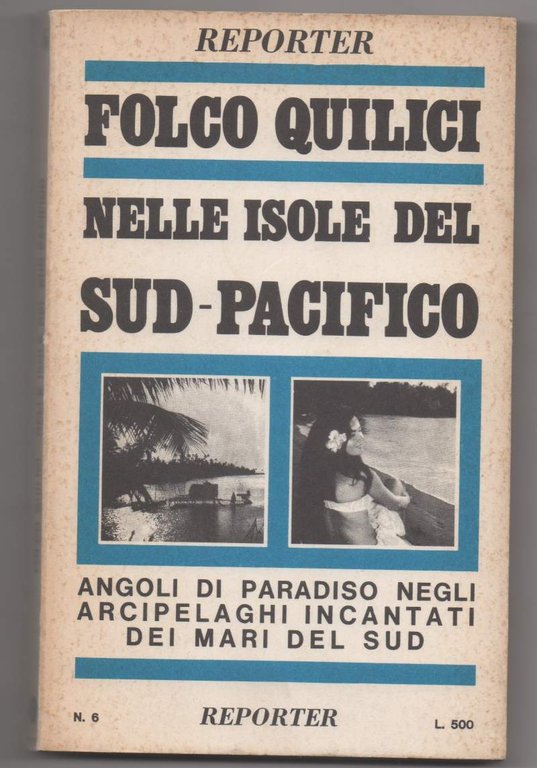 REPORTER
FOLCO QUILICI
NELLE ISOLE DEL
SUD-PACIFICO
ANGOLI DI PARADISO NEGLI
ARCIPELAGHI INCANTATI
DEI MARI DEL SUD
N. 6 REPORTER L. 500